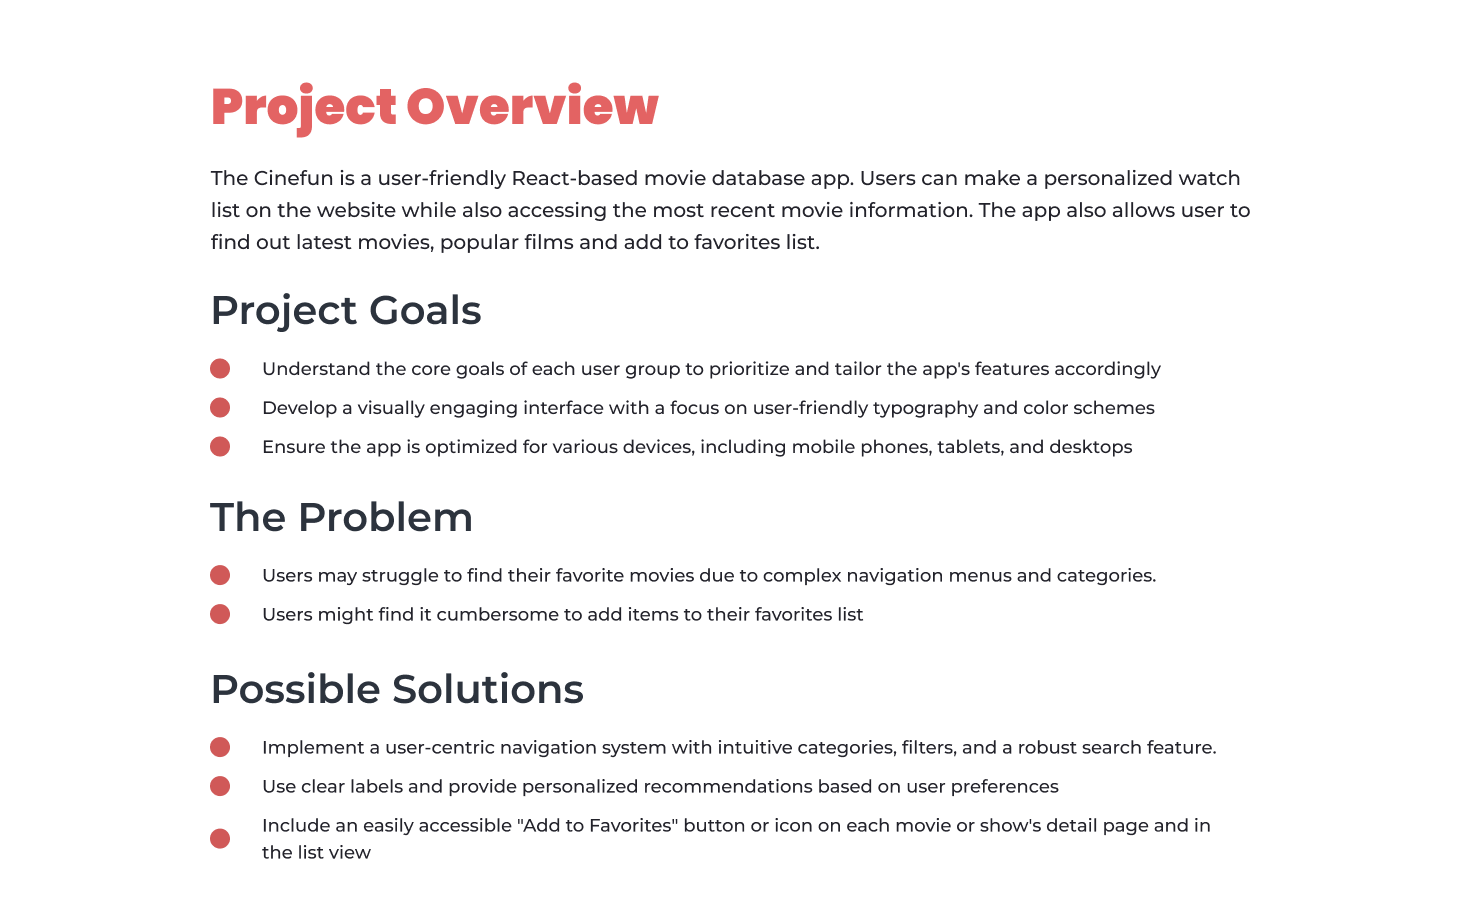 Project Overview
The Cinefun is a user-friendly React-based movie database app. Users can make a personalized watch
list on the website while also accessing the most recent movie information. The app also allows user to
find out latest movies, popular films and add to favorites list.
Project Goals
Understand the core goals of each user group to prioritize and tailor the app's features accordingly
Develop a visually engaging interface with a focus on user-friendly typography and color schemes
Ensure the app is optimized for various devices, including mobile phones, tablets, and desktops
The Problem
Users may struggle to find their favorite movies due to complex navigation menus and categories.
Users might find it cumbersome to add items to their favorites list
Possible Solutions
Implement a user-centric navigation system with intuitive categories, filters, and a robust search feature.
Use clear labels and provide personalized recommendations based on user preferences
Include an easily accessible "Add to Favorites" button or icon on each movie or show's detail page and in
the list view